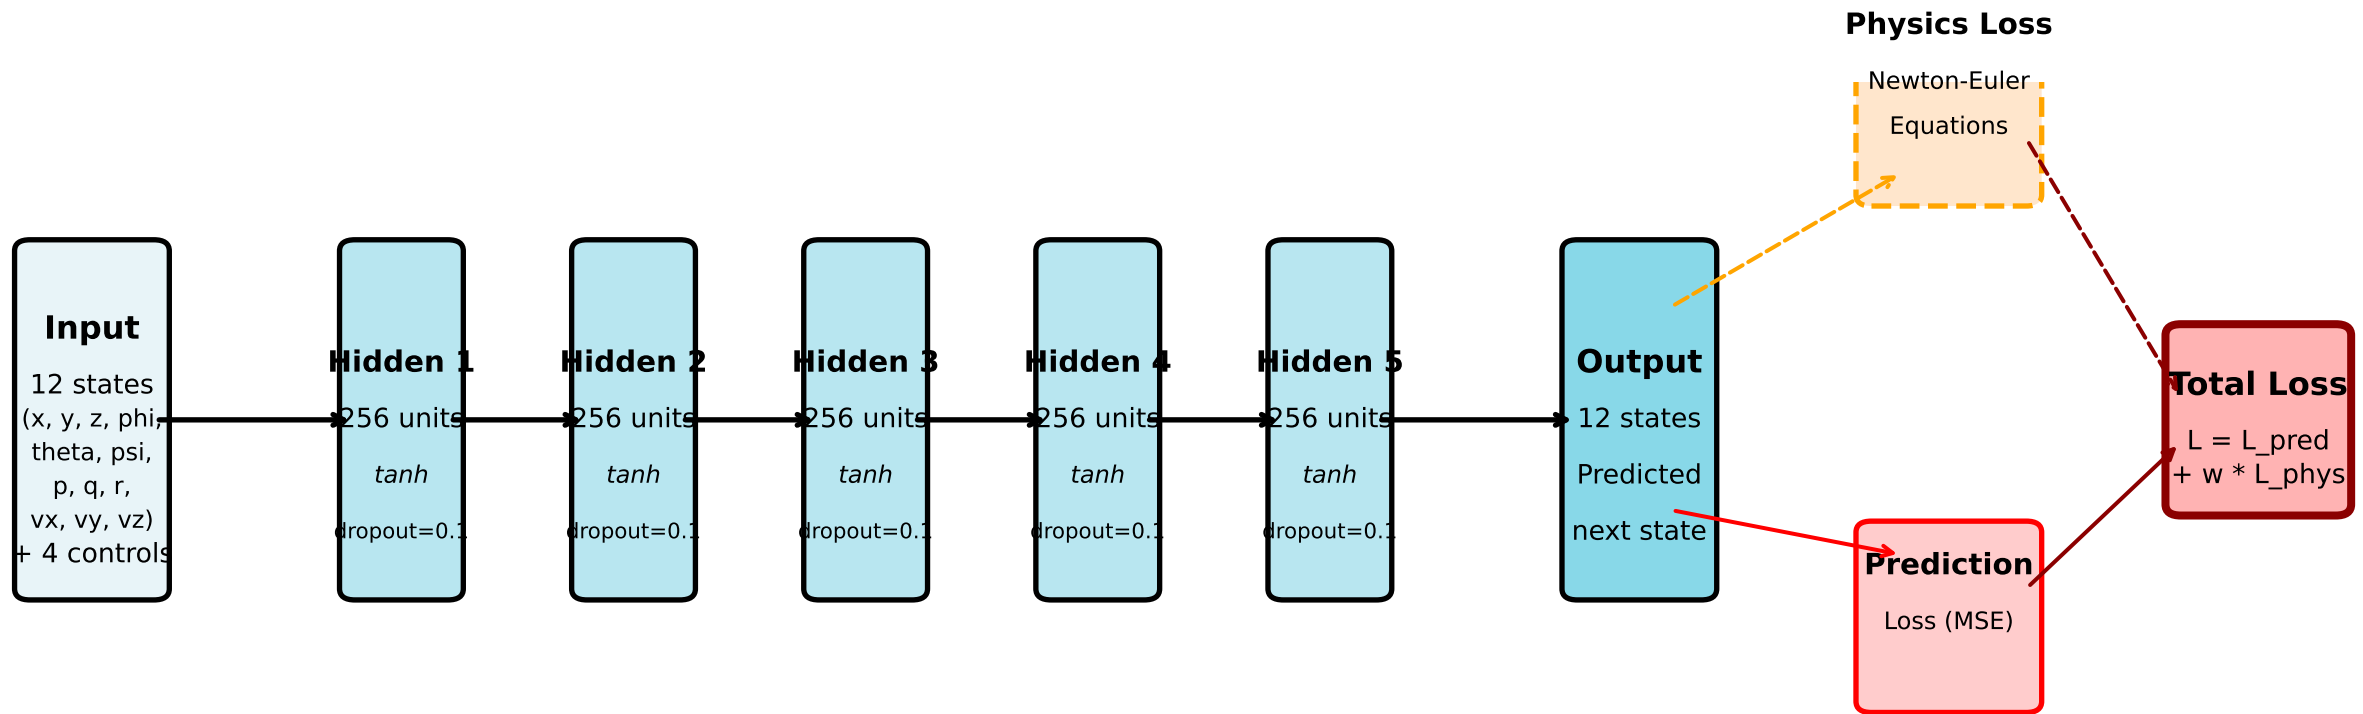 Input
12 states
(x, y, z, phi,
theta, psi,
p, q, r,
vx, vy, vz)
+ 4 controls
Hidden 1
256 units
tanh
dropout=0.1
Hidden 2
256 units
tanh
dropout=0.1
Hidden 3
256 units
tanh
dropout=0.1
Hidden 4
256 units
tanh
dropout=0.1
Hidden 5
256 units
tanh
dropout=0.1
Output
12 states
Predicted
next state
Physics Loss
Newton-Euler
Equations
Prediction
Loss (MSE)
Total Loss
L = L_pred
+ w * L_phys